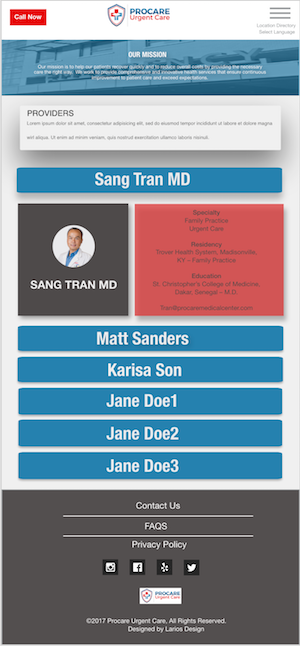 Call Now
PROCARE
Urgent Care
Location Directory
Select Language
OUR MISSION
Our mission is to help our patients recover quickly and to reduce overall costs by providing the necessary
care the right way. We work to provide comprehensive and innovative health services that ensure continuous
improvement in patient care and exceed expectations.
PROVIDERS
Lorem ipsum dolor sit amet, consectetur adipisicing elit, sed do eiusmod tempor incididunt ut labore et dolore magna
enit aliqua. Ut enim ad minim veniam, quis nostrud exercitation ullamco laboris nisinull.
Sang Tran MD
SANG TRAN MD
Specialty
Family Practice
Urgent Care
Residency
Trover Health System, Madisonville,
KY – Family Practice
Education
St. Christopher's College of Medicine,
Dakar, Senegal – M.D.
Tran@procaremedicalcenter.com
Matt Sanders
Karisa Son
Jane Doe1
Jane Doe2
Jane Doe3
Contact Us
FAQS
Privacy Policy
PROCARE
Urgent Care
©2017 Procare Urgent Care, All Rights Reserved.
Designed by Larios Design